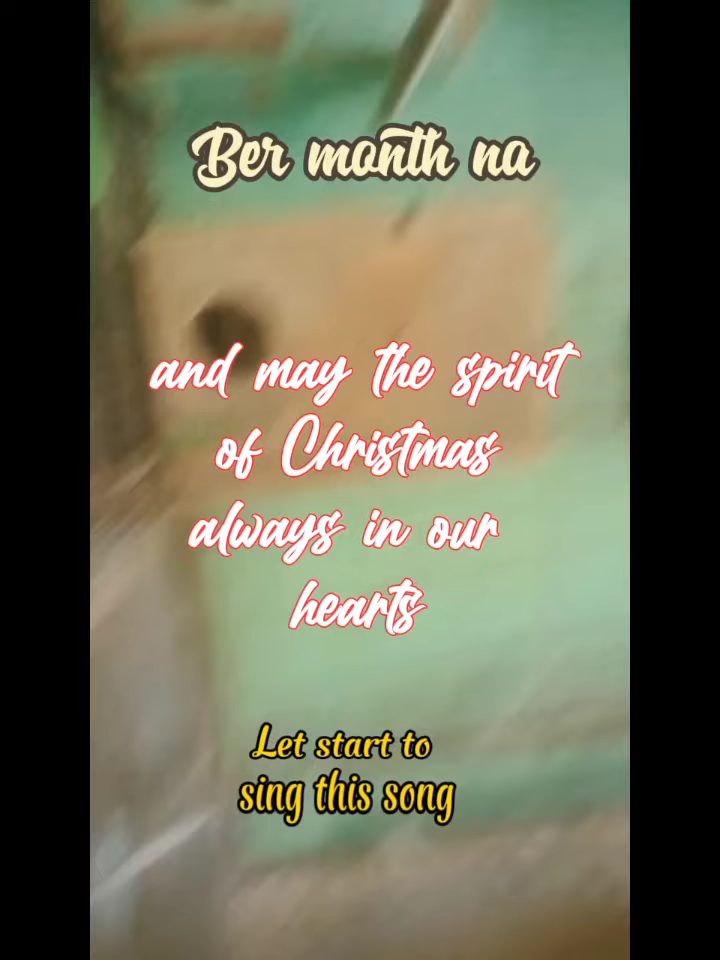 Ber month na
and may the spirit
of Christmas
always in our
hearts
Let start to
sing this song